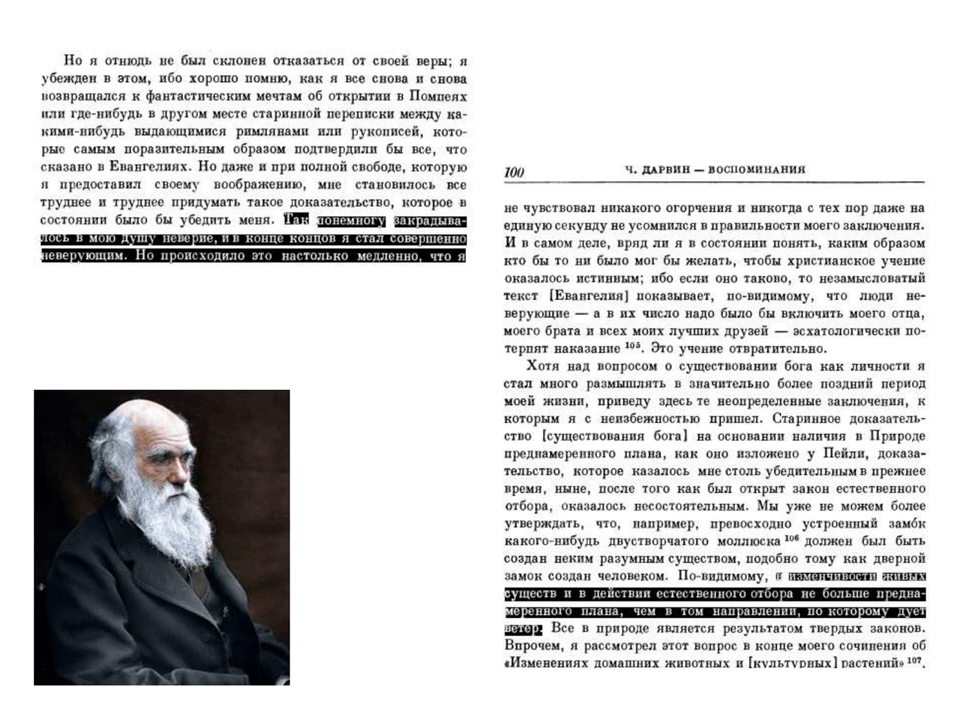 Но я отнюдь не был склонен отказаться от своей веры; я
убежден в этом, ибо хорошо помню, как я все снова и снова
возвращался к фантастическим мечтам об открытии в Помпеях
или где-нибудь в другом месте старинной переписки между ка-
кими-нибудь выдающимися римлянами или рукописей, кото-
рые самым поразительным образом подтвердили бы все, что
сказано в Евангелиях. Но даже и при полной свободе, которую
я предоставил своему воображению, мне становилось все
труднее и труднее придумать такое доказательство, которое в
состоянии было бы убедить меня. Так понемногу закрадыва-
лось в мою душу неверие, и в конце концов я стал совершенно
неверующим. Но происходило это настолько медленно, что я
100 Ч. ДАРВИН — ВОСПОМИНАНИЯ
не чувствовал никакого огорчения и никогда с тех пор даже на
единую секунду не усомнился в правильности моего заключения.
И в самом деле, вряд ли я в состоянии понять, каким образом
кто бы то ни было мог бы желать, чтобы христианское учение
оказалось истинным; ибо если оно таково, то незамысловатый
текст [Евангелия] показывает, по-видимому, что люди не-
верующие — а в их число надо было бы включить моего отца,
моего брата и всех моих лучших друзей — эсхатологически по-
терпят наказание 105. Это учение отвратительно.
Хотя над вопросом о существовании бога как личности я
стал много размышлять в значительно более поздний период
моей жизни, приведу здесь те неопределенные заключения, к
которым я с неизбежностью пришел. Старинное доказатель-
ство [существования бога] на основании наличия в Природе
преднамеренного плана, как оно изложено у Пейли, доказа-
тельство, которое казалось мне столь убедительным в прежнее
время, ныне, после того как был открыт закон естественного
отбора, оказалось несостоятельным. Мы уже не можем более
утверждать, что, например, превосходно устроенный замо́к
какого-нибудь двустворчатого моллюска 106 должен был быть
создан неким разумным существом, подобно тому как дверной
замок создан человеком. По-видимому, в изменчивости живых
существ и в действии естественного отбора не больше предна-
меренного плана, чем в том направлении, по которому дует
ветер. Все в природе является результатом твердых законов.
Впрочем, я рассмотрел этот вопрос в конце моего сочинения об
«Изменениях домашних животных и [культурных] растений» 107.